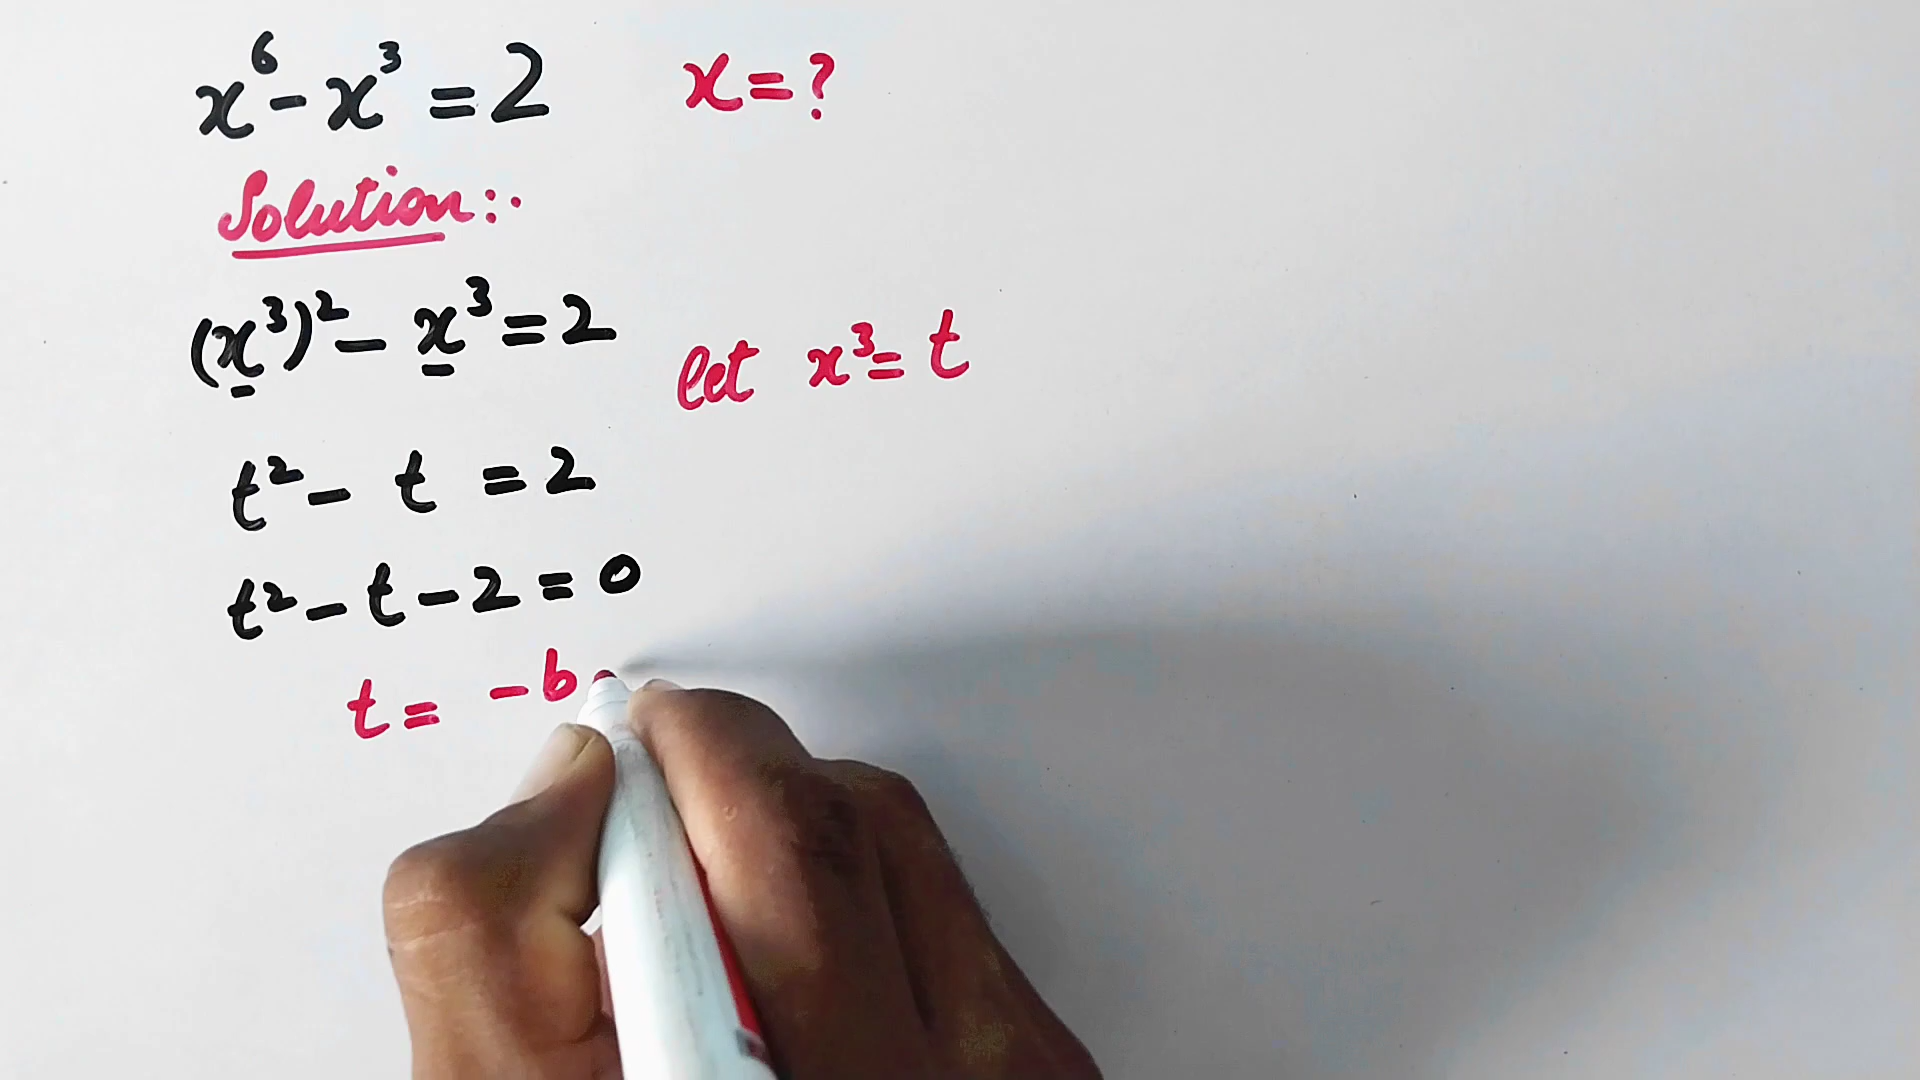 x⁶ - x³ = 2 x = ?
Solution:-
(x³)² - x³ = 2 let x³ = t
t² - t = 2
t² - t - 2 = 0
t = -b